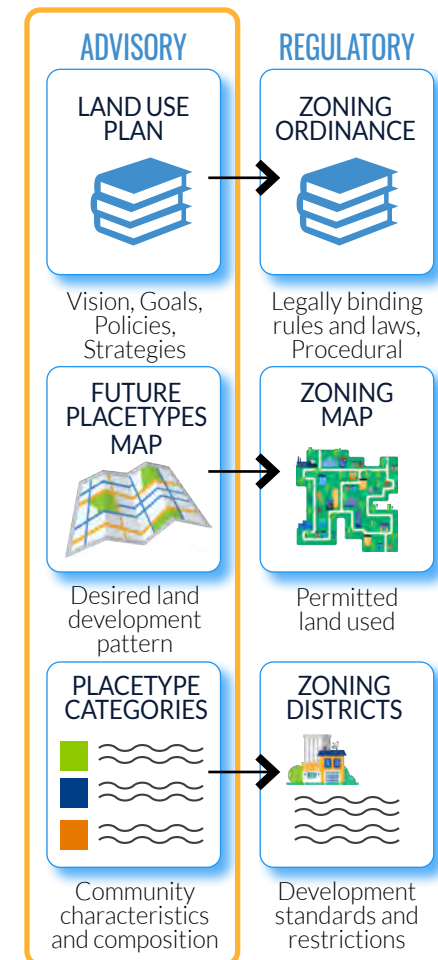 ADVISORY
REGULATORY
LAND USE
PLAN
ZONING
ORDINANCE
Vision, Goals,
Policies,
Strategies
Legally binding
rules and laws,
Procedural
FUTURE
PLACETYPES
MAP
ZONING
MAP
Desired land
development
pattern
Permitted
land used
PLACETYPE
CATEGORIES
ZONING
DISTRICTS
Community
characteristics
and composition
Development
standards and
restrictions